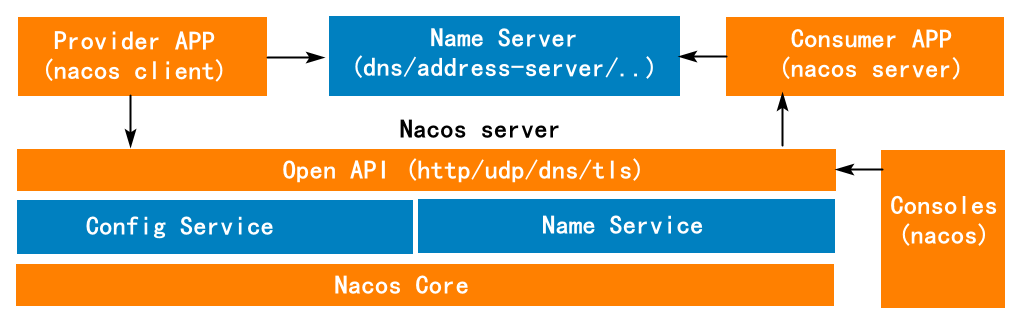 Provider APP
(nacos client)
Name Server
(dns/address-server/..)
Consumer APP
(nacos server)
Nacos server
Open API (http/udp/dns/tls)
Config Service
Name Service
Consoles
(nacos)
Nacos Core